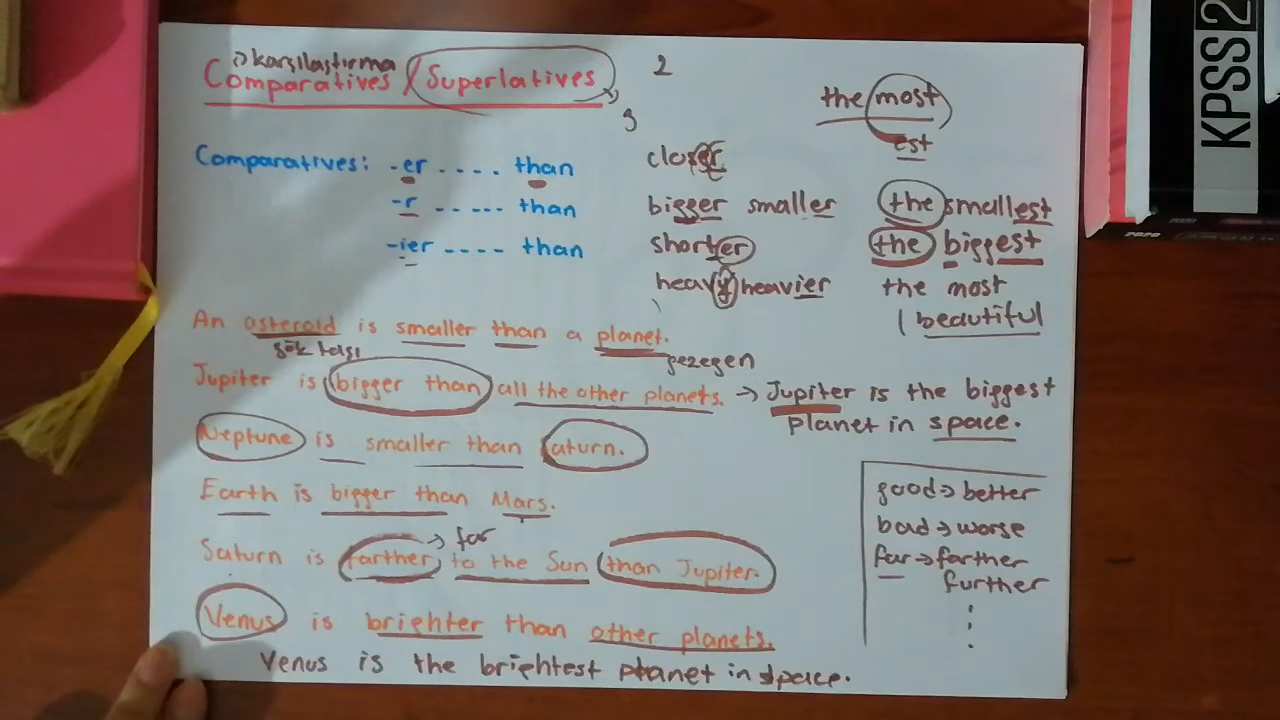 →karşılaştırma
Comparatives / Superlatives
2
3
the most
est
Comparatives: -er .... than
-r ..... than
-ier .... than
closer
bigger smaller
shorter
heavy heavier
the smallest
the biggest
the most
beautiful
An asteroid is smaller than a planet.
gök taşı
gezegen
Jupiter is bigger than all the other planets. → Jupiter is the biggest
planet in space.
Neptune is smaller than Saturn.
Earth is bigger than Mars.
→ far
Saturn is farther to the Sun than Jupiter.
Venus is brighter than other planets.
Venus is the brightest planet in space.
good→better
bad→worse
far→farther
further
KPSS
2020